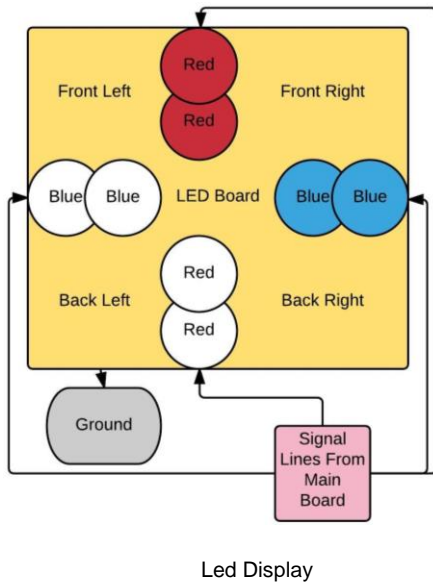 Red
Front Left
Front Right
Red
Blue
Blue
LED Board
Blue
Blue
Red
Back Left
Back Right
Red
Ground
Signal
Lines From
Main
Board
Led Display